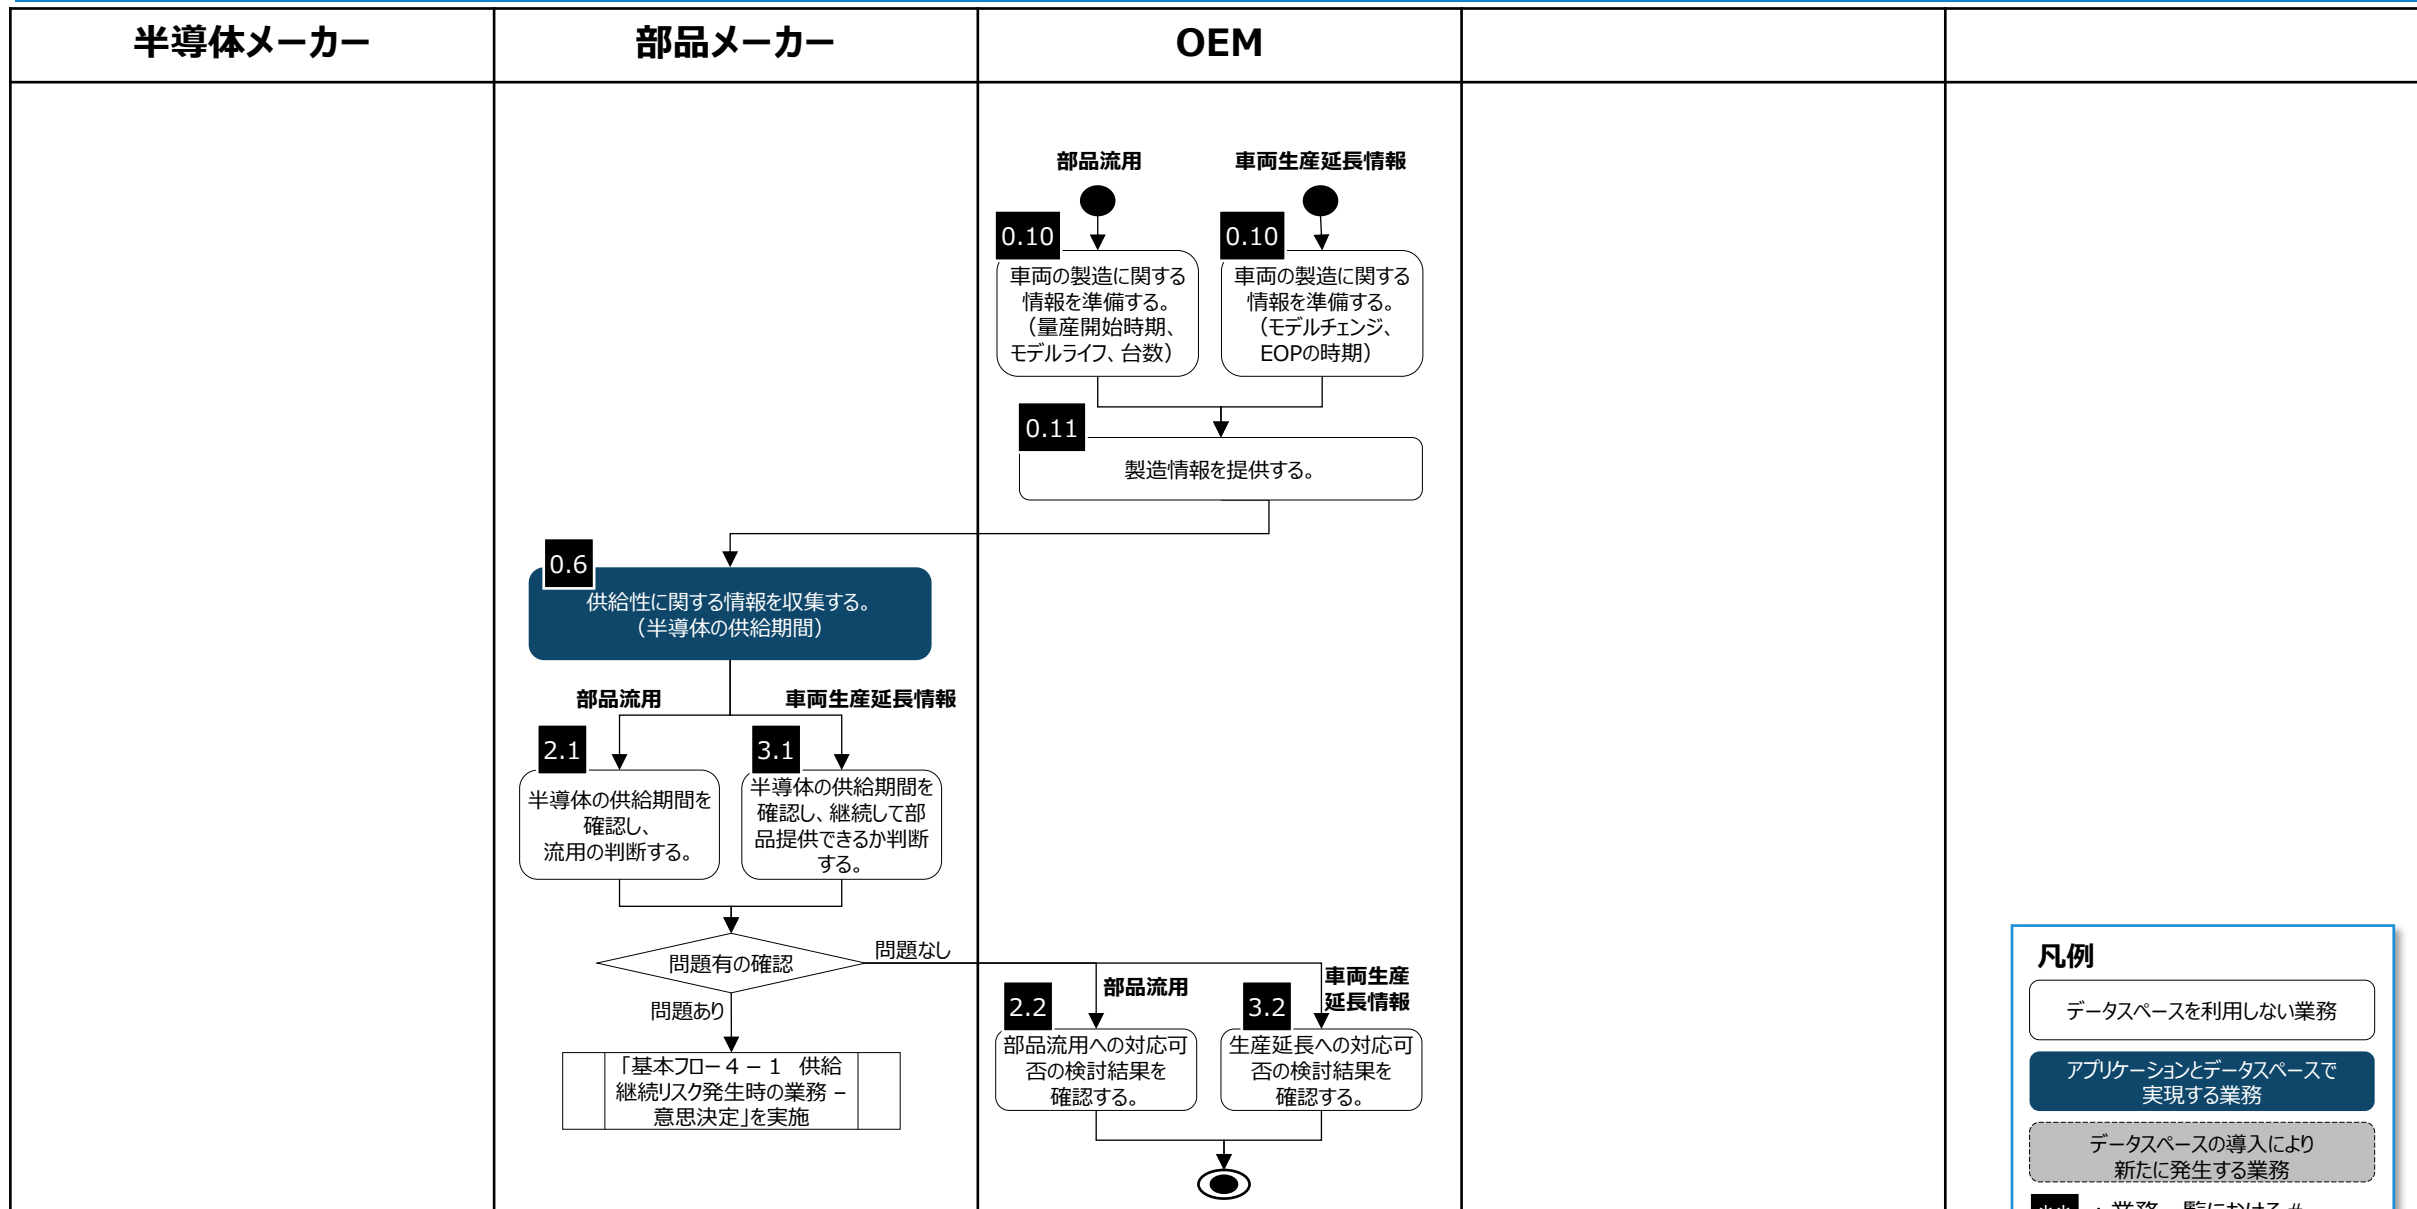 半導体メーカー
部品メーカー
OEM
部品流用
車両生産延長情報
0.10
車両の製造に関する
情報を準備する。
（量産開始時期、
モデルライフ、台数）
0.10
車両の製造に関する
情報を準備する。
（モデルチェンジ、
EOPの時期）
0.11
製造情報を提供する。
0.6
供給性に関する情報を収集する。
（半導体の供給期間）
部品流用
車両生産延長情報
2.1
半導体の供給期間を
確認し、
流用の判断する。
3.1
半導体の供給期間を
確認し、継続して部
品提供できるか判断
する。
問題有の確認
問題なし
問題あり
「基本フロー４－１　供給
継続リスク発生時の業務－
意思決定」を実施
部品流用
2.2
部品流用への対応可
否の検討結果を
確認する。
車両生産
延長情報
3.2
生産延長への対応可
否の検討結果を
確認する。
凡例
データスペースを利用しない業務
アプリケーションとデータスペースで
実現する業務
データスペースの導入により
新たに発生する業務
：業務一覧における#